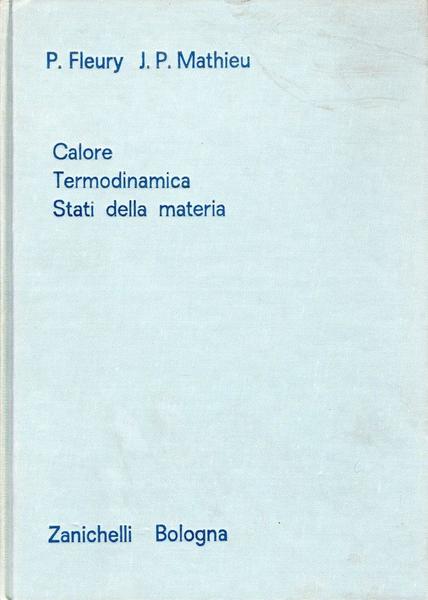 P. Fleury J. P. Mathieu
Calore
Termodinamica
Stati della materia
Zanichelli Bologna